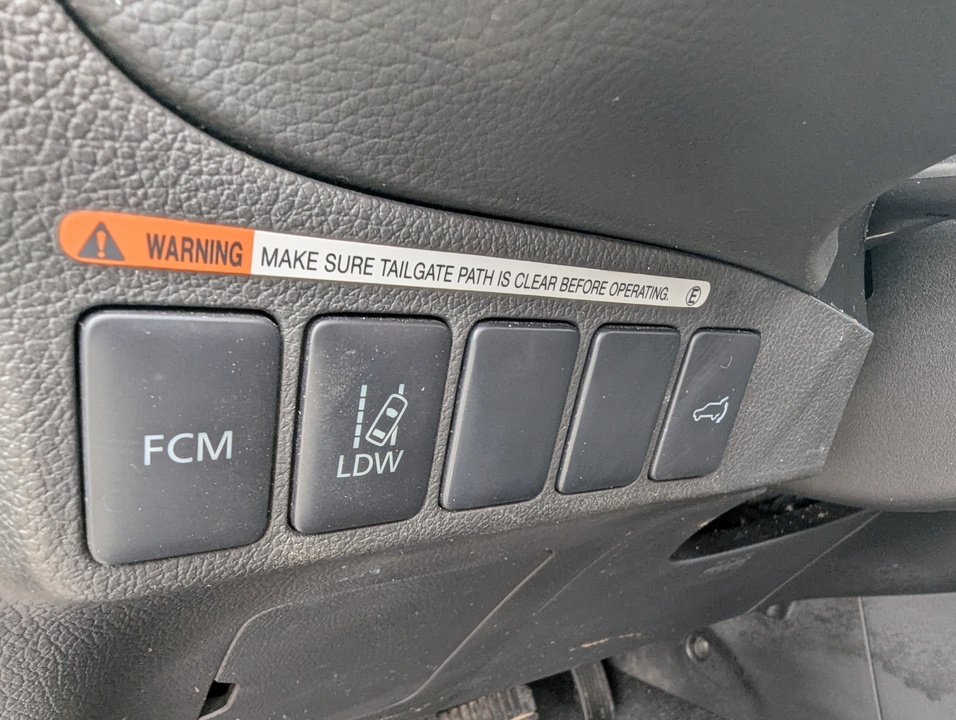 WARNING MAKE SURE TAILGATE PATH IS CLEAR BEFORE OPERATING. Ⓔ
FCM
LDW